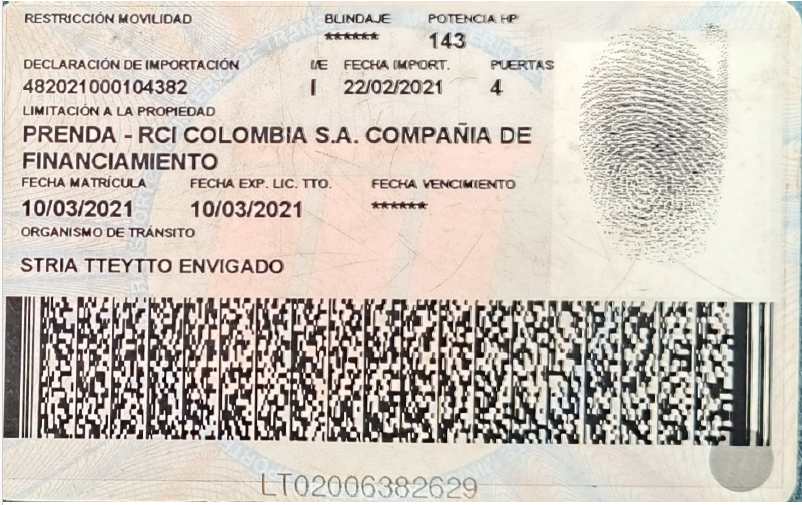 RESTRICCIÓN MOVILIDAD BLINDAJE POTENCIA HP
****** 143
DECLARACIÓN DE IMPORTACIÓN I/E FECHA IMPORT. PUERTAS
482021000104382 I 22/02/2021 4
LIMITACIÓN A LA PROPIEDAD
PRENDA - RCI COLOMBIA S.A. COMPAÑIA DE
FINANCIAMIENTO
FECHA MATRÍCULA FECHA EXP. LIC. TTO. FECHA VENCIMIENTO
10/03/2021 10/03/2021 ******
ORGANISMO DE TRÁNSITO
STRIA TTEYTTO ENVIGADO
LT02006382629